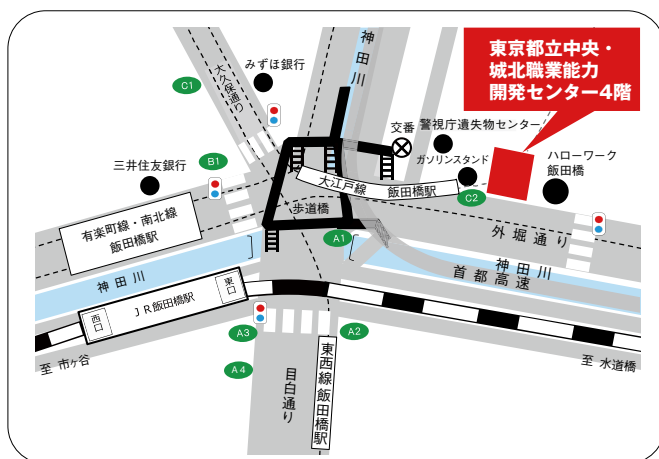 東京都立中央・
城北職業能力
開発センター4階
神田川
みずほ銀行
大久保通り
C1
交番
警視庁遺失物センター
ガソリンスタンド
ハローワーク
飯田橋
三井住友銀行
B1
大江戸線 飯田橋駅
C2
歩道橋
有楽町線・南北線
飯田橋駅
A1
外堀通り
神田川
首都高速
神田川
東口
JR飯田橋駅
西口
A3
A2
A4
至 市ヶ谷
至 水道橋
目白通り
東西線飯田橋駅